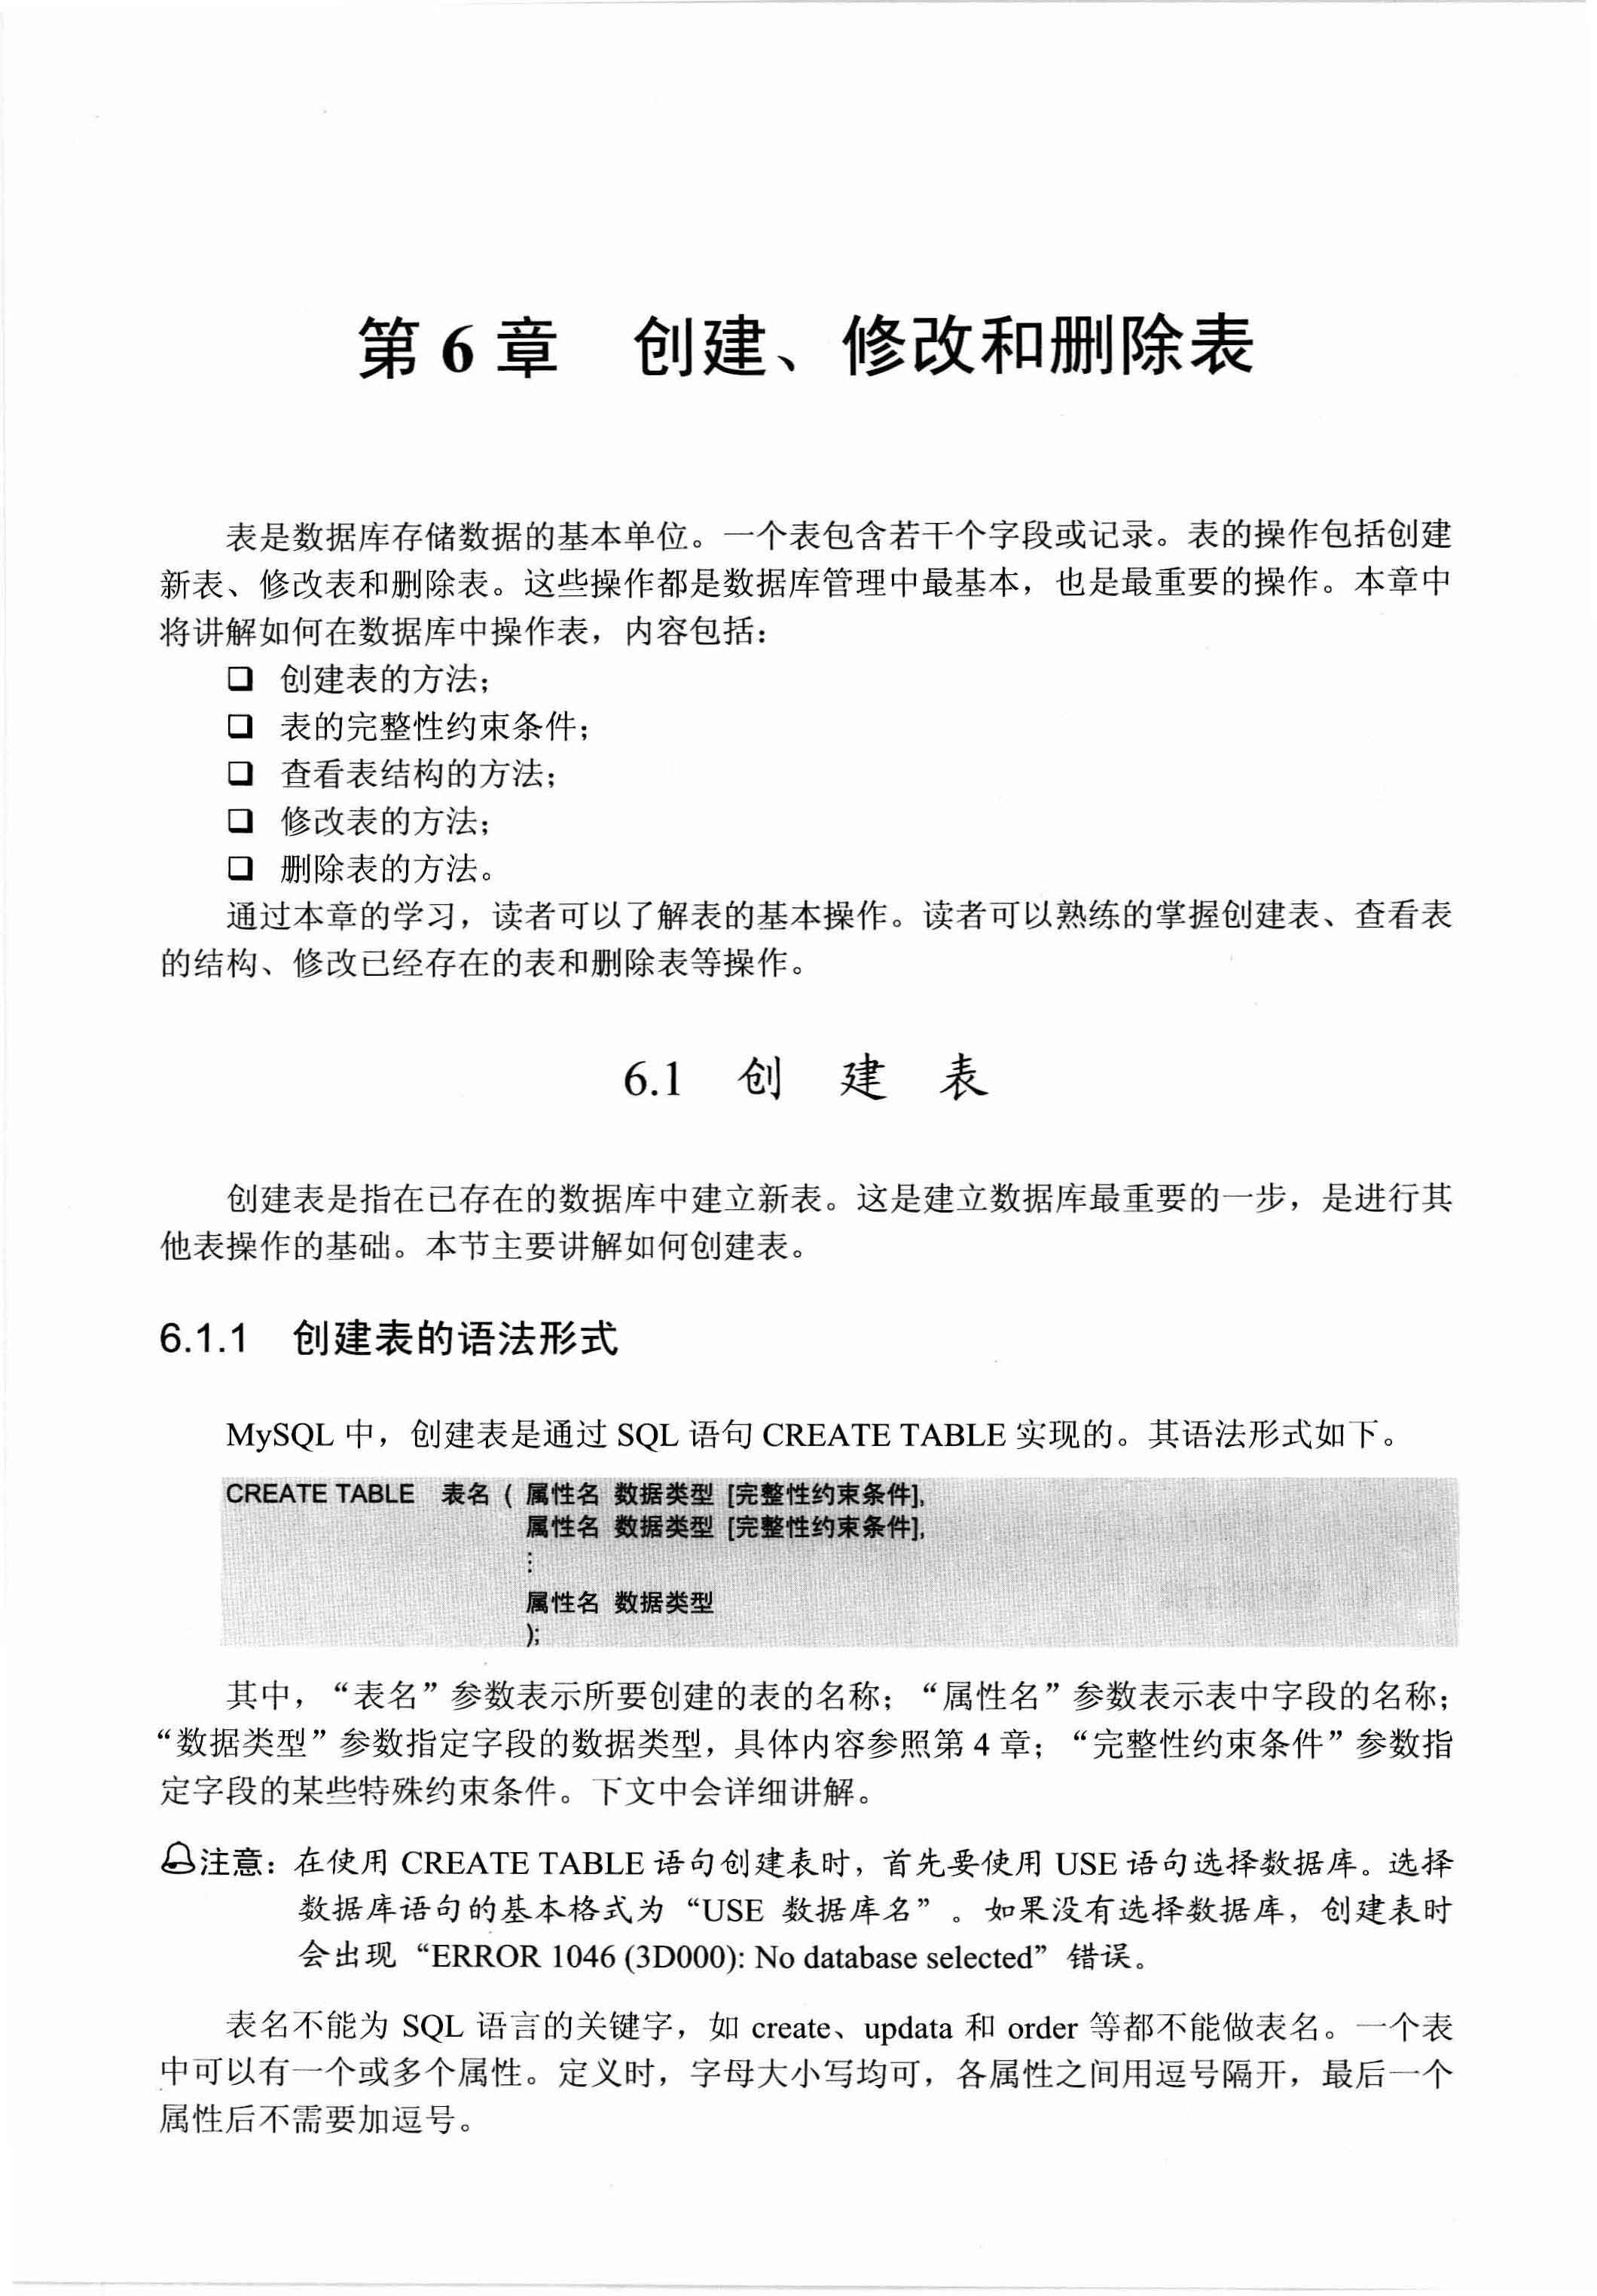 第 6 章　创建、修改和删除表
表是数据库存储数据的基本单位。一个表包含若干个字段或记录。表的操作包括创建
新表、修改表和删除表。这些操作都是数据库管理中最基本，也是最重要的操作。本章中
将讲解如何在数据库中操作表，内容包括：
❑ 创建表的方法；
❑ 表的完整性约束条件；
❑ 查看表结构的方法；
❑ 修改表的方法；
❑ 删除表的方法。
通过本章的学习，读者可以了解表的基本操作。读者可以熟练的掌握创建表、查看表
的结构、修改已经存在的表和删除表等操作。
6.1 创 建 表
创建表是指在已存在的数据库中建立新表。这是建立数据库最重要的一步，是进行其
他表操作的基础。本节主要讲解如何创建表。
6.1.1 创建表的语法形式
MySQL 中，创建表是通过 SQL 语句 CREATE TABLE 实现的。其语法形式如下。
CREATE TABLE 表名 ( 属性名 数据类型 [完整性约束条件],
属性名 数据类型 [完整性约束条件],
⋮
属性名 数据类型
);
其中，“表名”参数表示所要创建的表的名称；“属性名”参数表示表中字段的名称；
“数据类型”参数指定字段的数据类型，具体内容参照第 4 章；“完整性约束条件”参数指
定字段的某些特殊约束条件。下文中会详细讲解。
注意：在使用 CREATE TABLE 语句创建表时，首先要使用 USE 语句选择数据库。选择
数据库语句的基本格式为“USE 数据库名”。如果没有选择数据库，创建表时
会出现“ERROR 1046 (3D000): No database selected”错误。
表名不能为 SQL 语言的关键字，如 create、updata 和 order 等都不能做表名。一个表
中可以有一个或多个属性。定义时，字母大小写均可，各属性之间用逗号隔开，最后一个
属性后不需要加逗号。